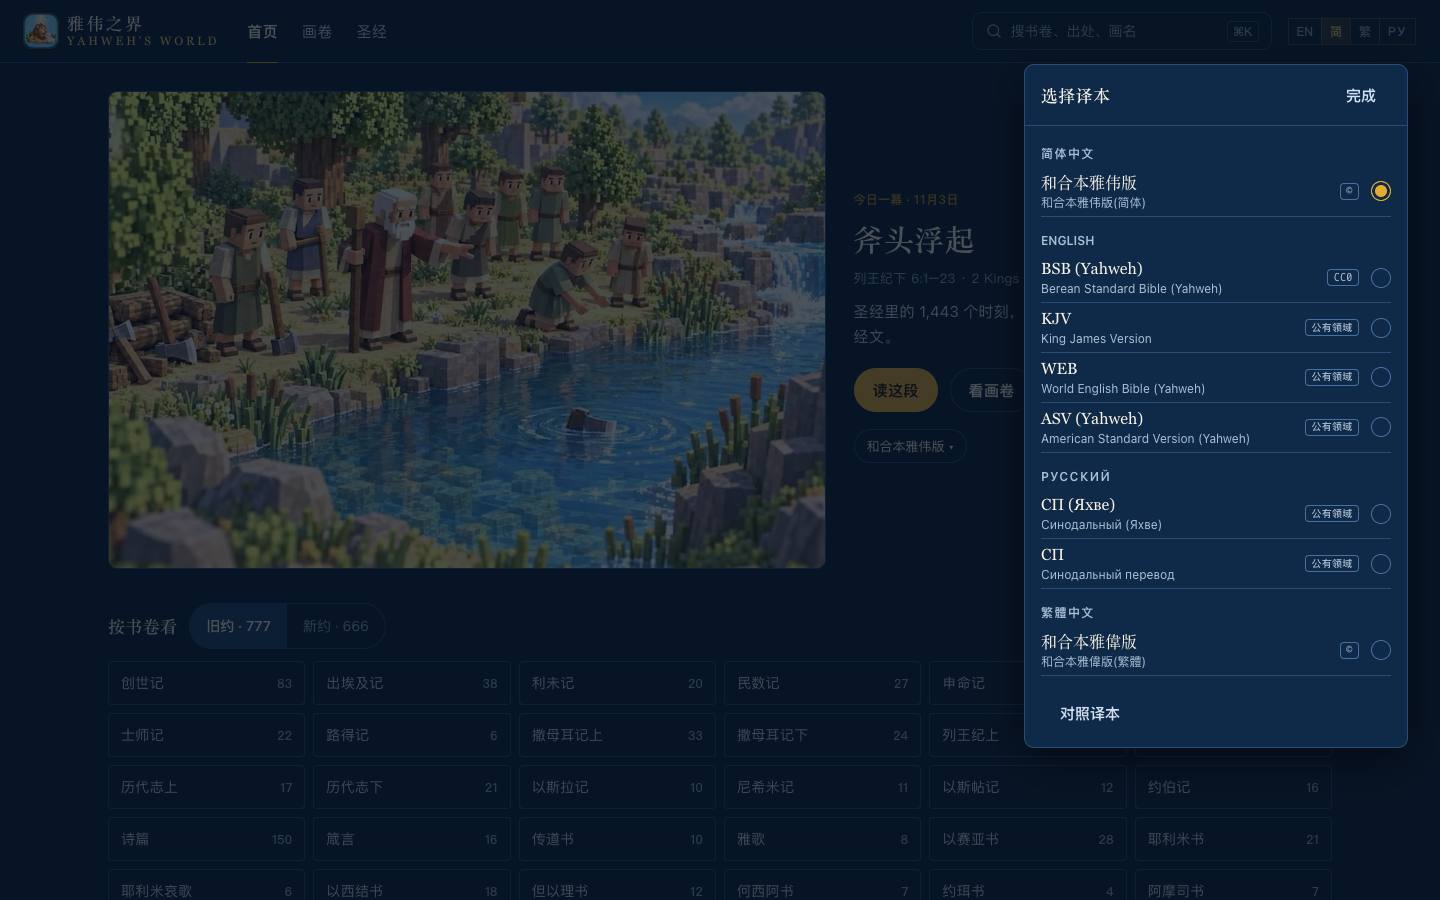 雅伟之界
YAHWEH'S WORLD
首页
画卷
圣经
搜书卷、出处、画名
⌘K
EN
简
繁
РУ
今日一幕 · 11月3日
斧头浮起
列王纪下 6:1–23 · 2 Kings
圣经里的 1,443 个时刻，
经文。
读这段
看画卷
和合本雅伟版 ▾
选择译本
完成
简体中文
和合本雅伟版
和合本雅伟版(简体)
©
ENGLISH
BSB (Yahweh)
Berean Standard Bible (Yahweh)
CC0
KJV
King James Version
公有领域
WEB
World English Bible (Yahweh)
公有领域
ASV (Yahweh)
American Standard Version (Yahweh)
公有领域
РУССКИЙ
СП (Яхве)
Синодальный (Яхве)
公有领域
СП
Синодальный перевод
公有领域
繁體中文
和合本雅偉版
和合本雅偉版(繁體)
©
对照译本
按书卷看
旧约 · 777
新约 · 666
创世记 83
出埃及记 38
利未记 20
民数记 27
申命记
士师记 22
路得记 6
撒母耳记上 33
撒母耳记下 24
列王纪上
历代志上 17
历代志下 21
以斯拉记 10
尼希米记 11
以斯帖记 12
约伯记 16
诗篇 150
箴言 16
传道书 10
雅歌 8
以赛亚书 28
耶利米书 21
耶利米哀歌 6
以西结书 18
但以理书 12
何西阿书 7
约珥书 4
阿摩司书 7